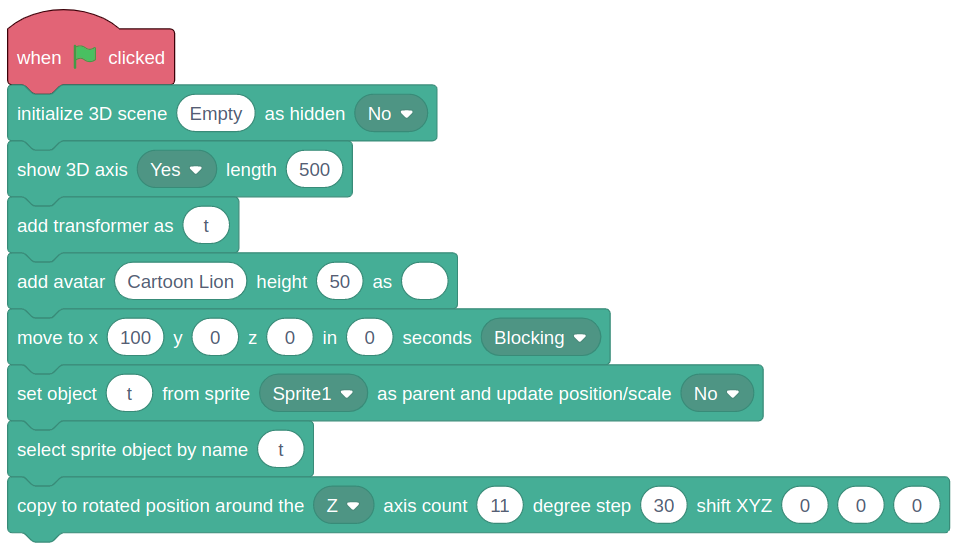 when clicked
initialize 3D scene Empty as hidden No
show 3D axis Yes length 500
add transformer as t
add avatar Cartoon Lion height 50 as
move to x 100 y 0 z 0 in 0 seconds Blocking
set object t from sprite Sprite1 as parent and update position/scale No
select sprite object by name t
copy to rotated position around the Z axis count 11 degree step 30 shift XYZ 0 0 0